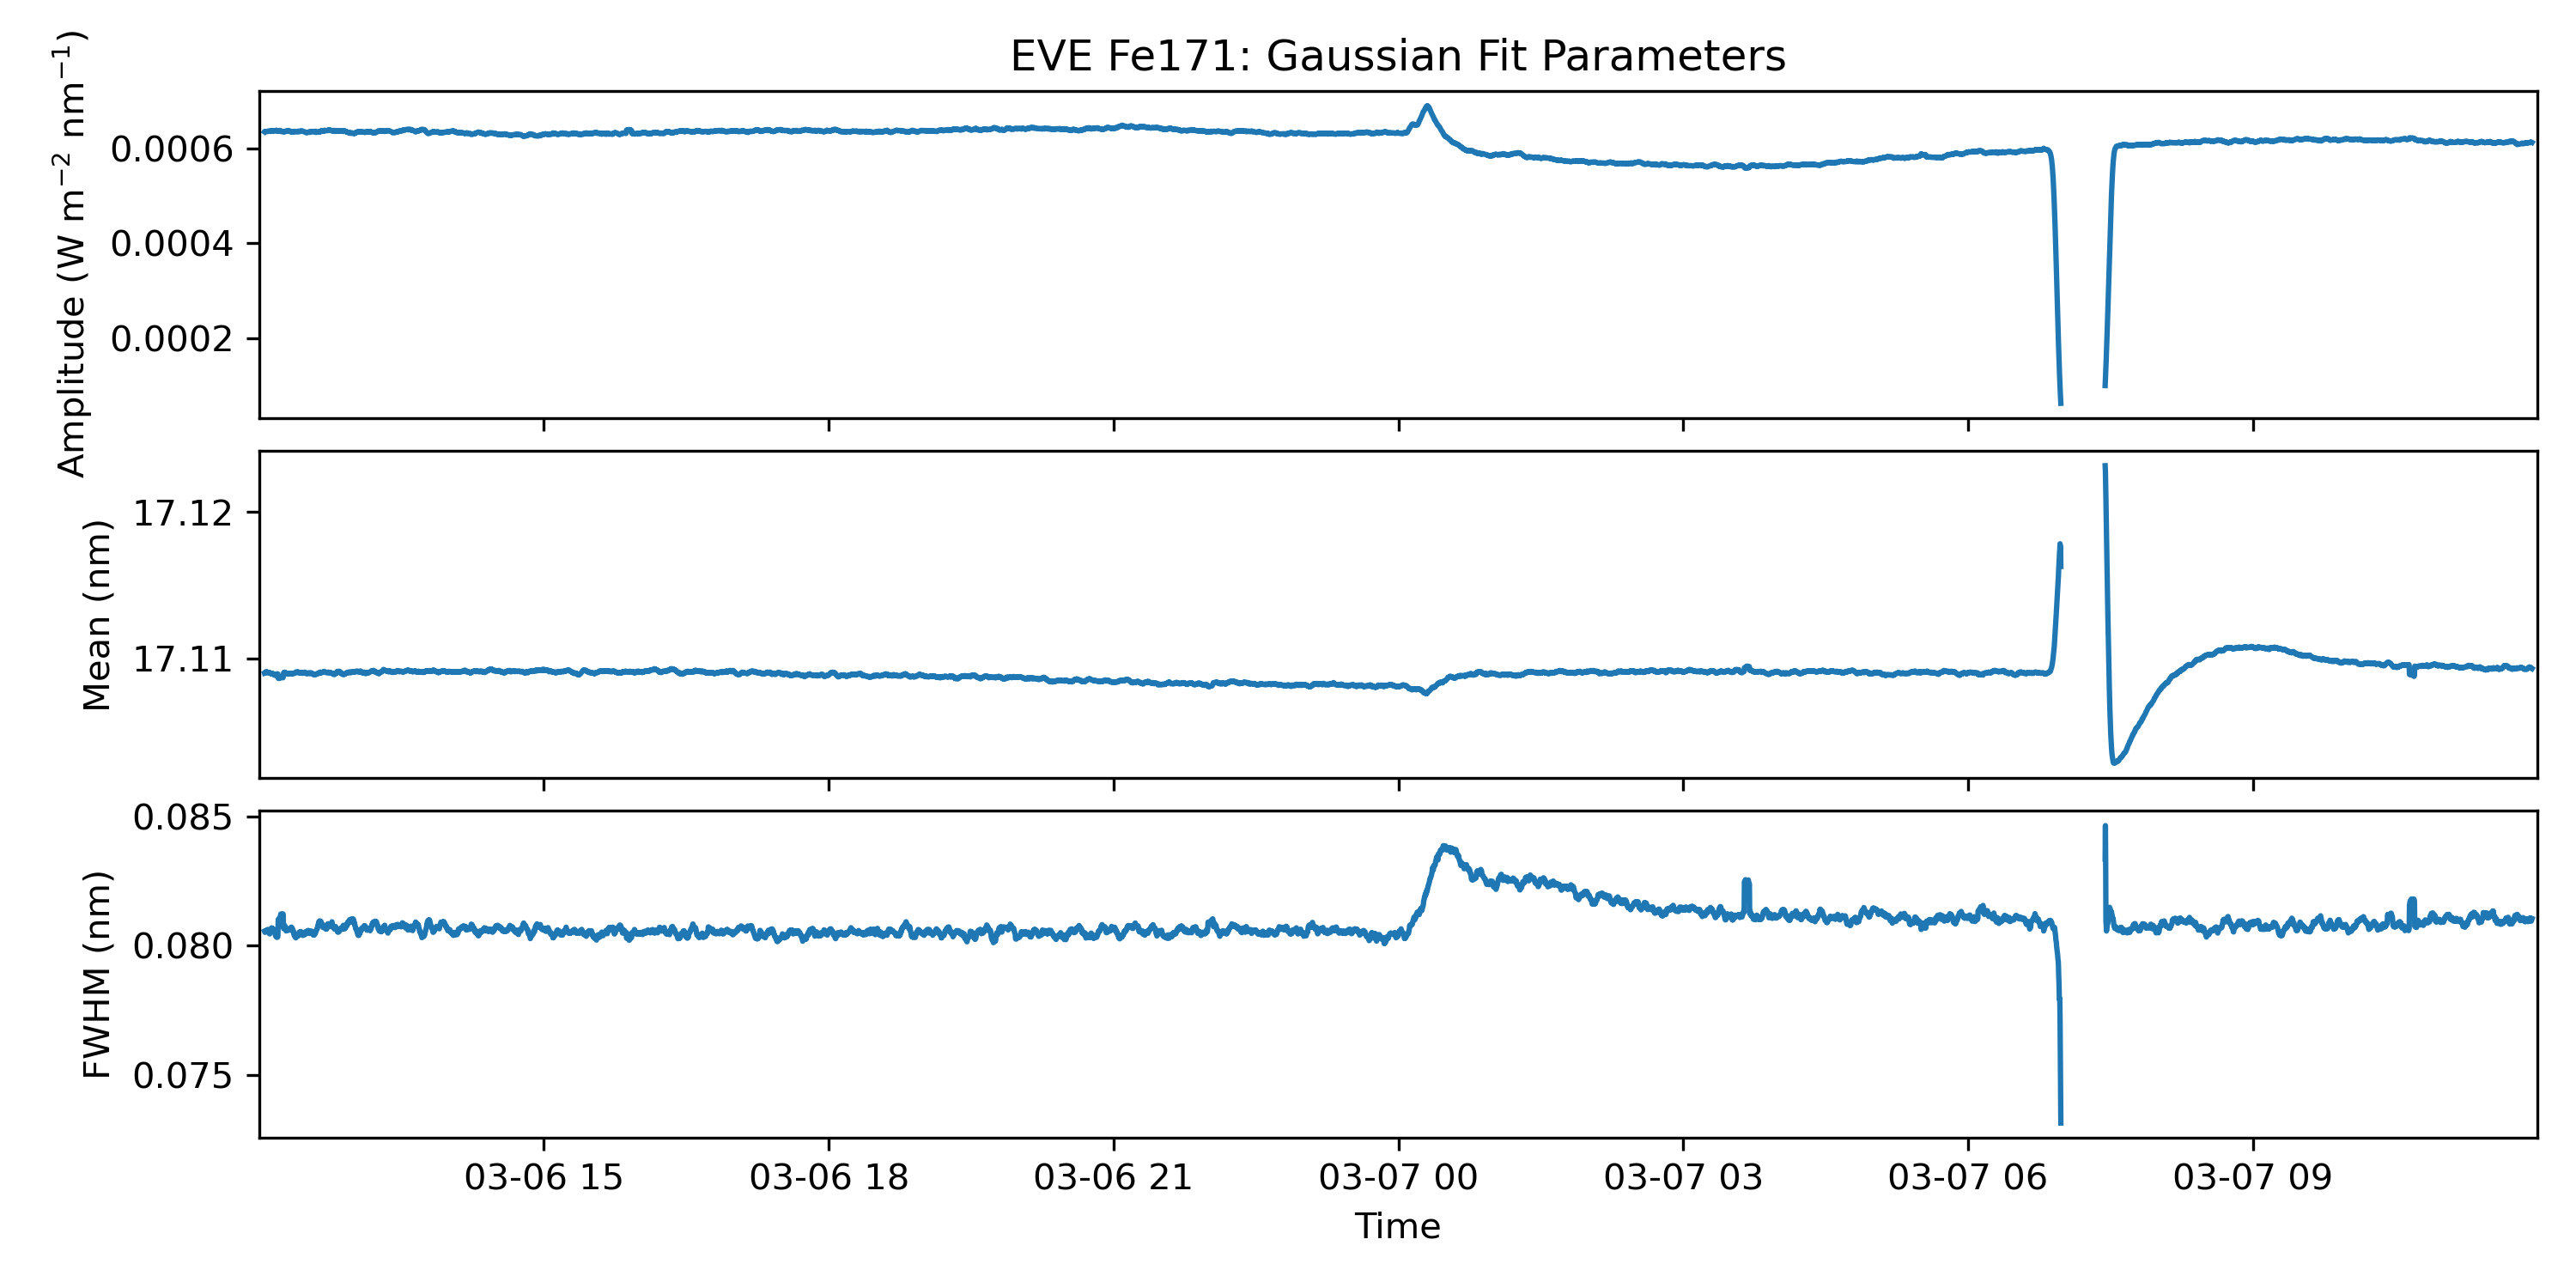 EVE Fe171: Gaussian Fit Parameters
Amplitude (W m⁻² nm⁻¹)
0.0006
0.0004
0.0002
Mean (nm)
17.12
17.11
FWHM (nm)
0.085
0.080
0.075
03-06 15 03-06 18 03-06 21 03-07 00 03-07 03 03-07 06 03-07 09
Time